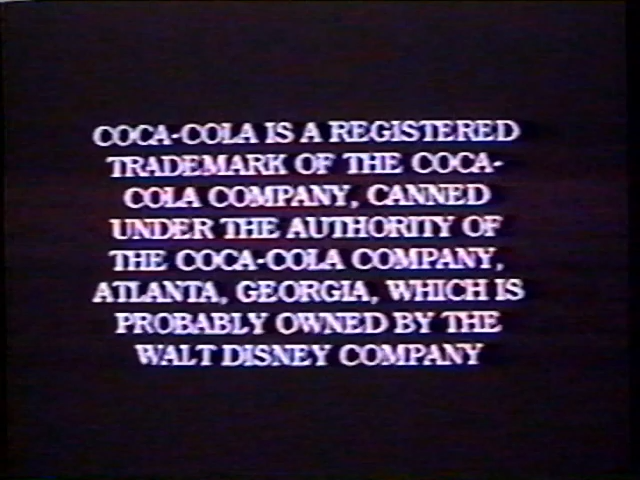 COCA-COLA IS A REGISTERED
TRADEMARK OF THE COCA-
COLA COMPANY, CANNED
UNDER THE AUTHORITY OF
THE COCA-COLA COMPANY,
ATLANTA, GEORGIA, WHICH IS
PROBABLY OWNED BY THE
WALT DISNEY COMPANY